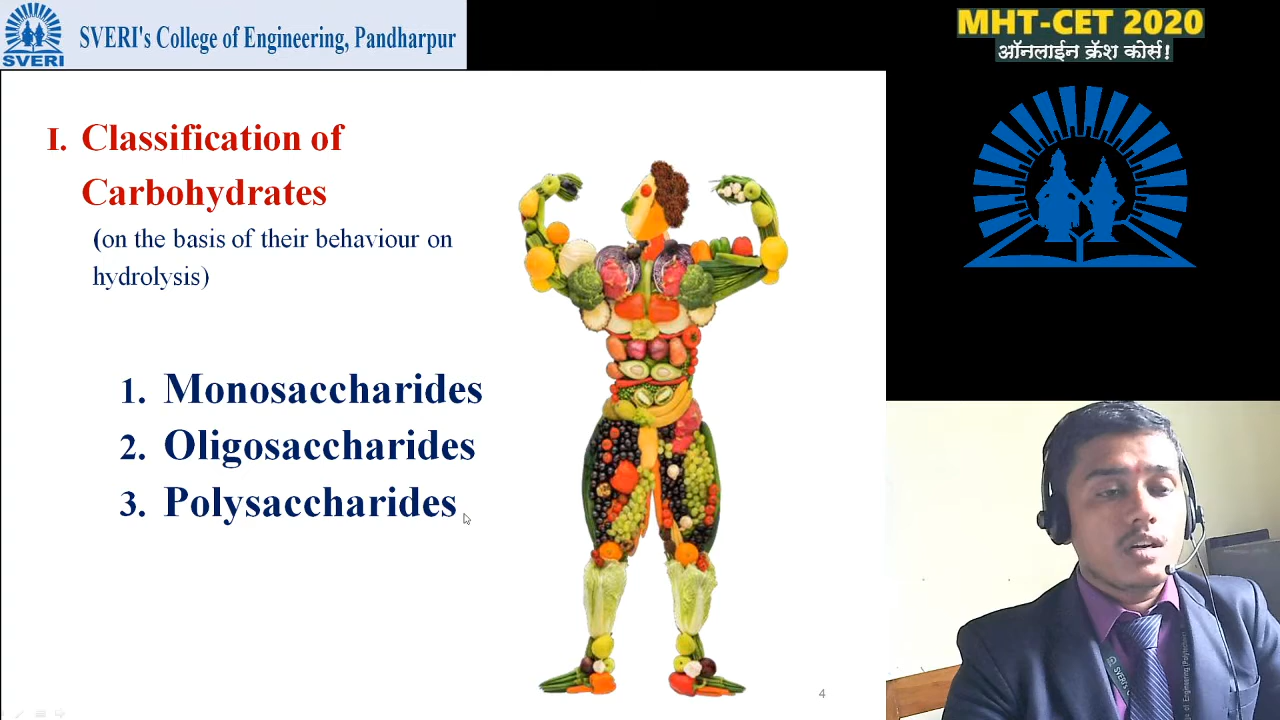 SVERI's College of Engineering, Pandharpur
SVERI
MHT-CET 2020
ऑनलाईन क्रॅश कोर्स!
I. Classification of
Carbohydrates
(on the basis of their behaviour on
hydrolysis)
1. Monosaccharides
2. Oligosaccharides
3. Polysaccharides
4